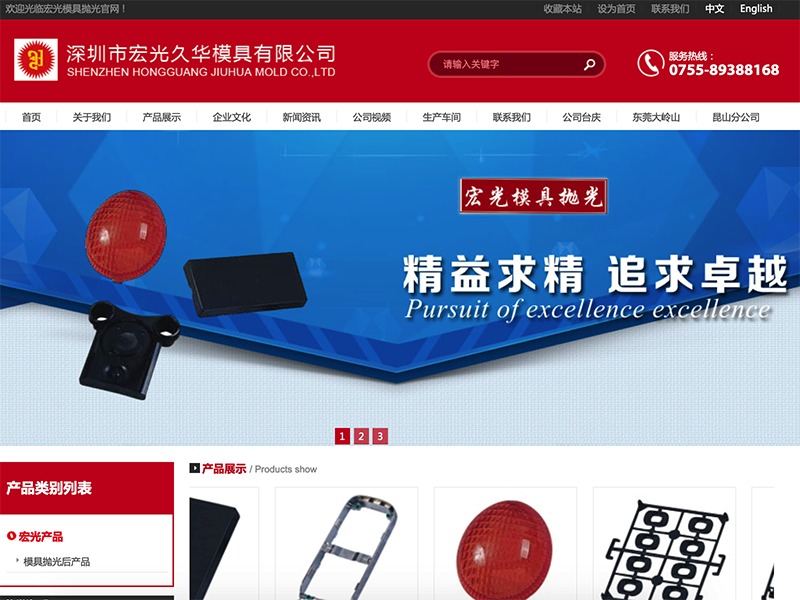 欢迎光临宏光模具抛光官网！
收藏本站 设为首页 联系我们 中文 English
深圳市宏光久华模具有限公司
SHENZHEN HONGGUANG JIUHUA MOLD CO.,LTD
请输入关键字
服务热线：
0755-89388168
首页 关于我们 产品展示 企业文化 新闻资讯 公司视频 生产车间 联系我们 公司台庆 东莞大岭山 昆山分公司
宏光模具抛光
精益求精 追求卓越
Pursuit of excellence excellence
1 2 3
产品类别列表
产品展示 / Products show
宏光产品
模具抛光后产品